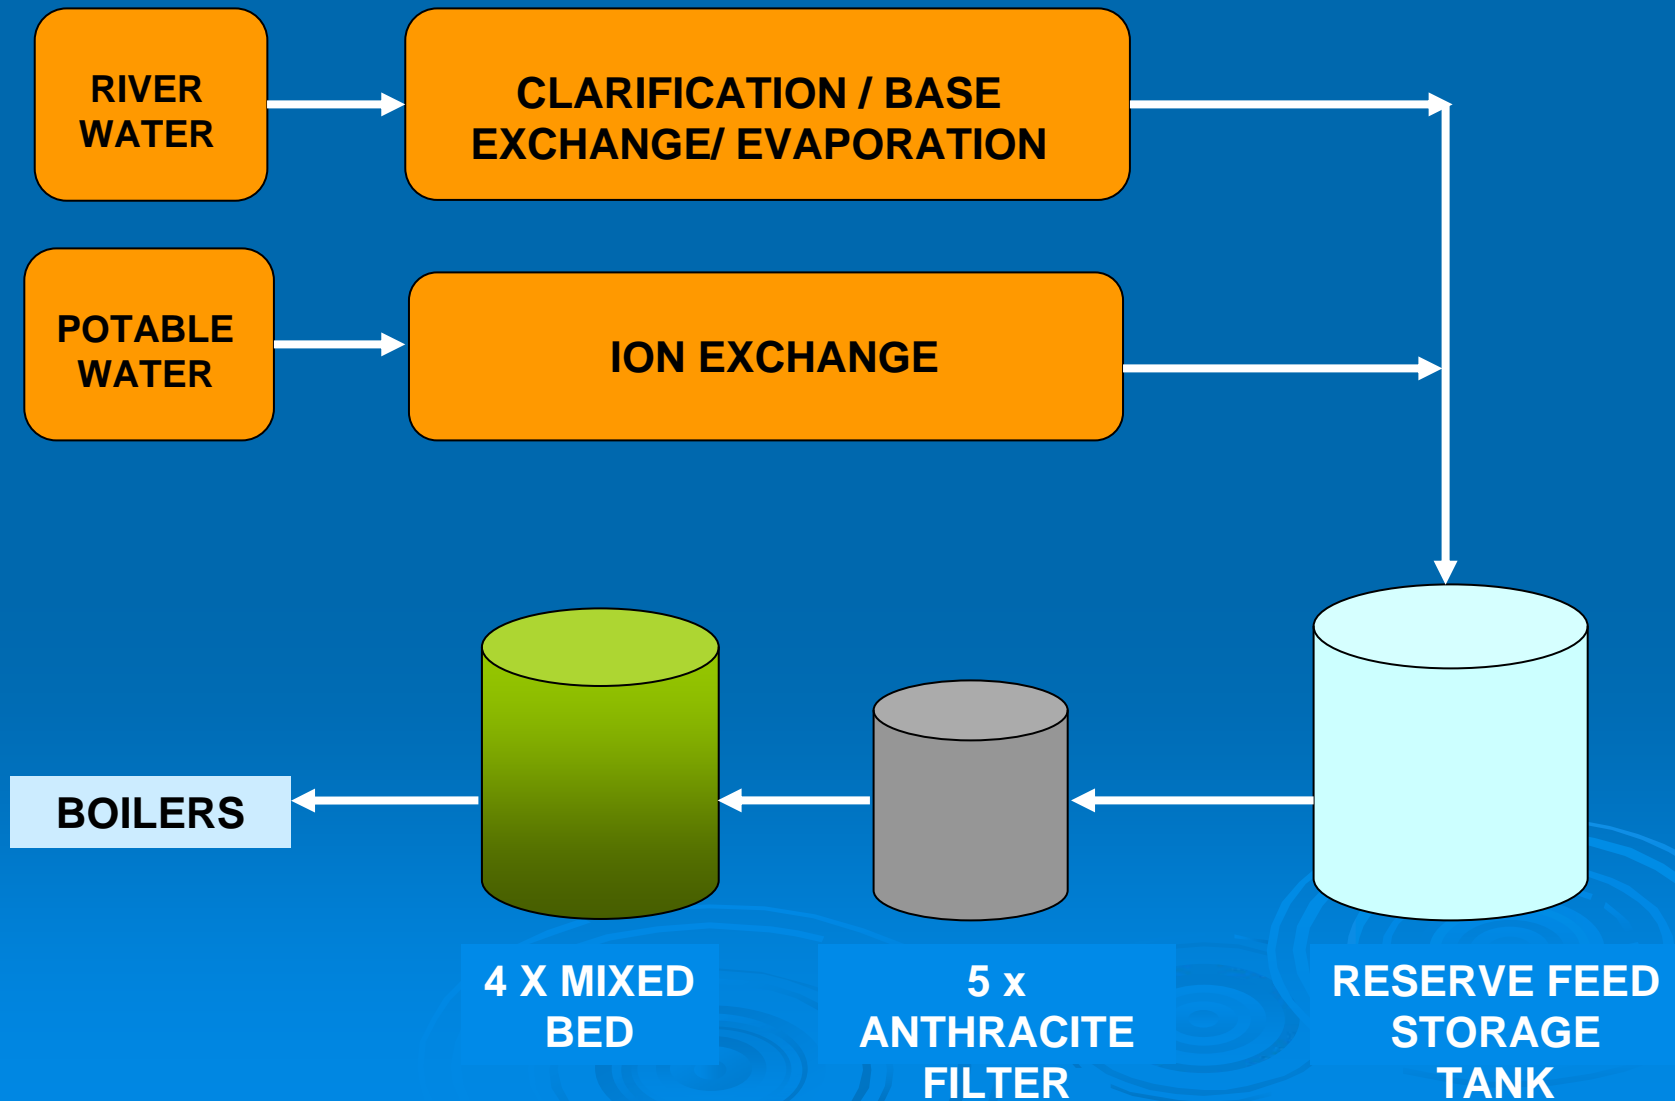 RIVER
WATER
CLARIFICATION / BASE
EXCHANGE/ EVAPORATION
POTABLE
WATER
ION EXCHANGE
BOILERS
4 X MIXED
BED
5 x
ANTHRACITE
FILTER
RESERVE FEED
STORAGE
TANK